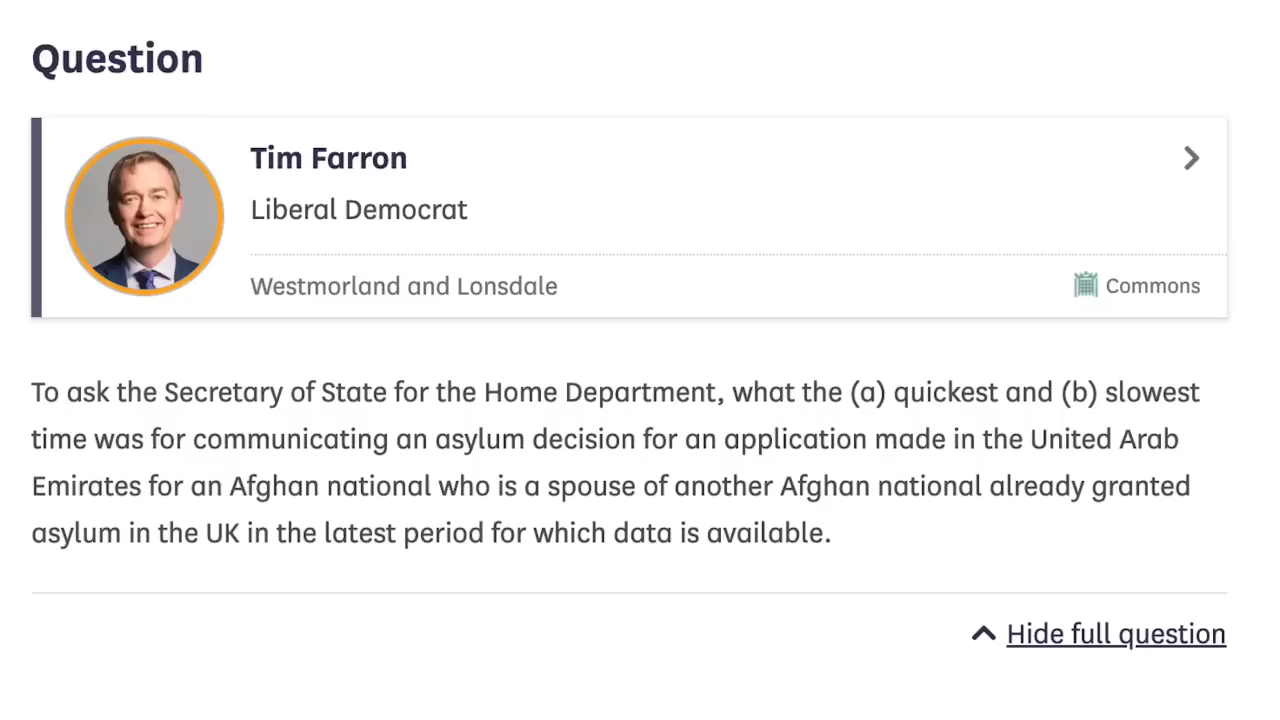 Question
Tim Farron
Liberal Democrat
Westmorland and Lonsdale
Commons
To ask the Secretary of State for the Home Department, what the (a) quickest and (b) slowest
time was for communicating an asylum decision for an application made in the United Arab
Emirates for an Afghan national who is a spouse of another Afghan national already granted
asylum in the UK in the latest period for which data is available.
Hide full question